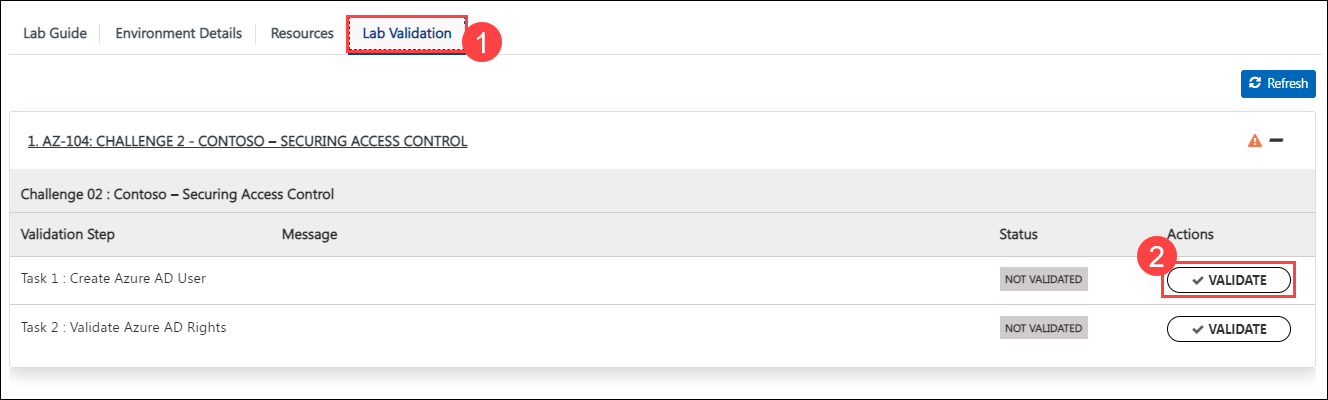 Lab Guide Environment Details Resources Lab Validation 1
Refresh
1. AZ-104: CHALLENGE 2 - CONTOSO – SECURING ACCESS CONTROL
Challenge 02 : Contoso – Securing Access Control
Validation Step Message Status Actions
2
Task 1 : Create Azure AD User NOT VALIDATED VALIDATE
Task 2 : Validate Azure AD Rights NOT VALIDATED VALIDATE